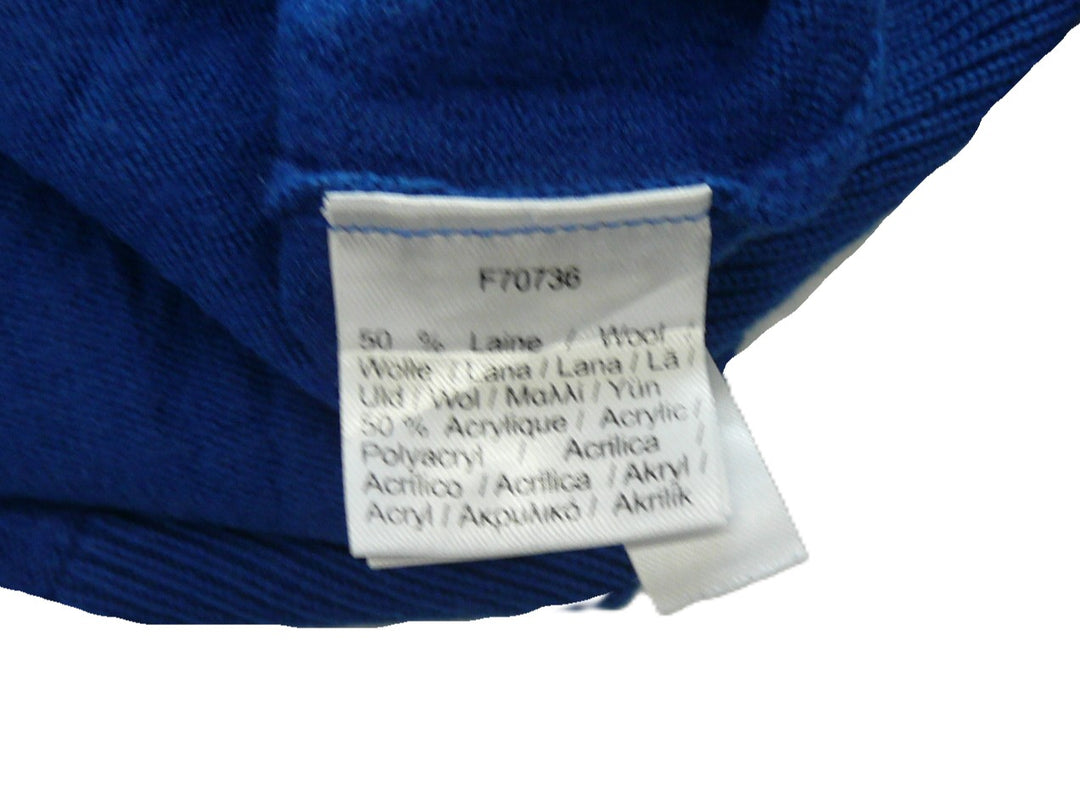 F70736
50 % Laine / Wool /
Wolle / Lana / Lana / Lã /
Uld / Wol / Μαλλί / Yün
50 % Acrylique / Acrylic /
Polyacryl / Acrílica /
Acrílico / Acrílica / Akryl /
Acryl / Ακρυλικό / Akrilik